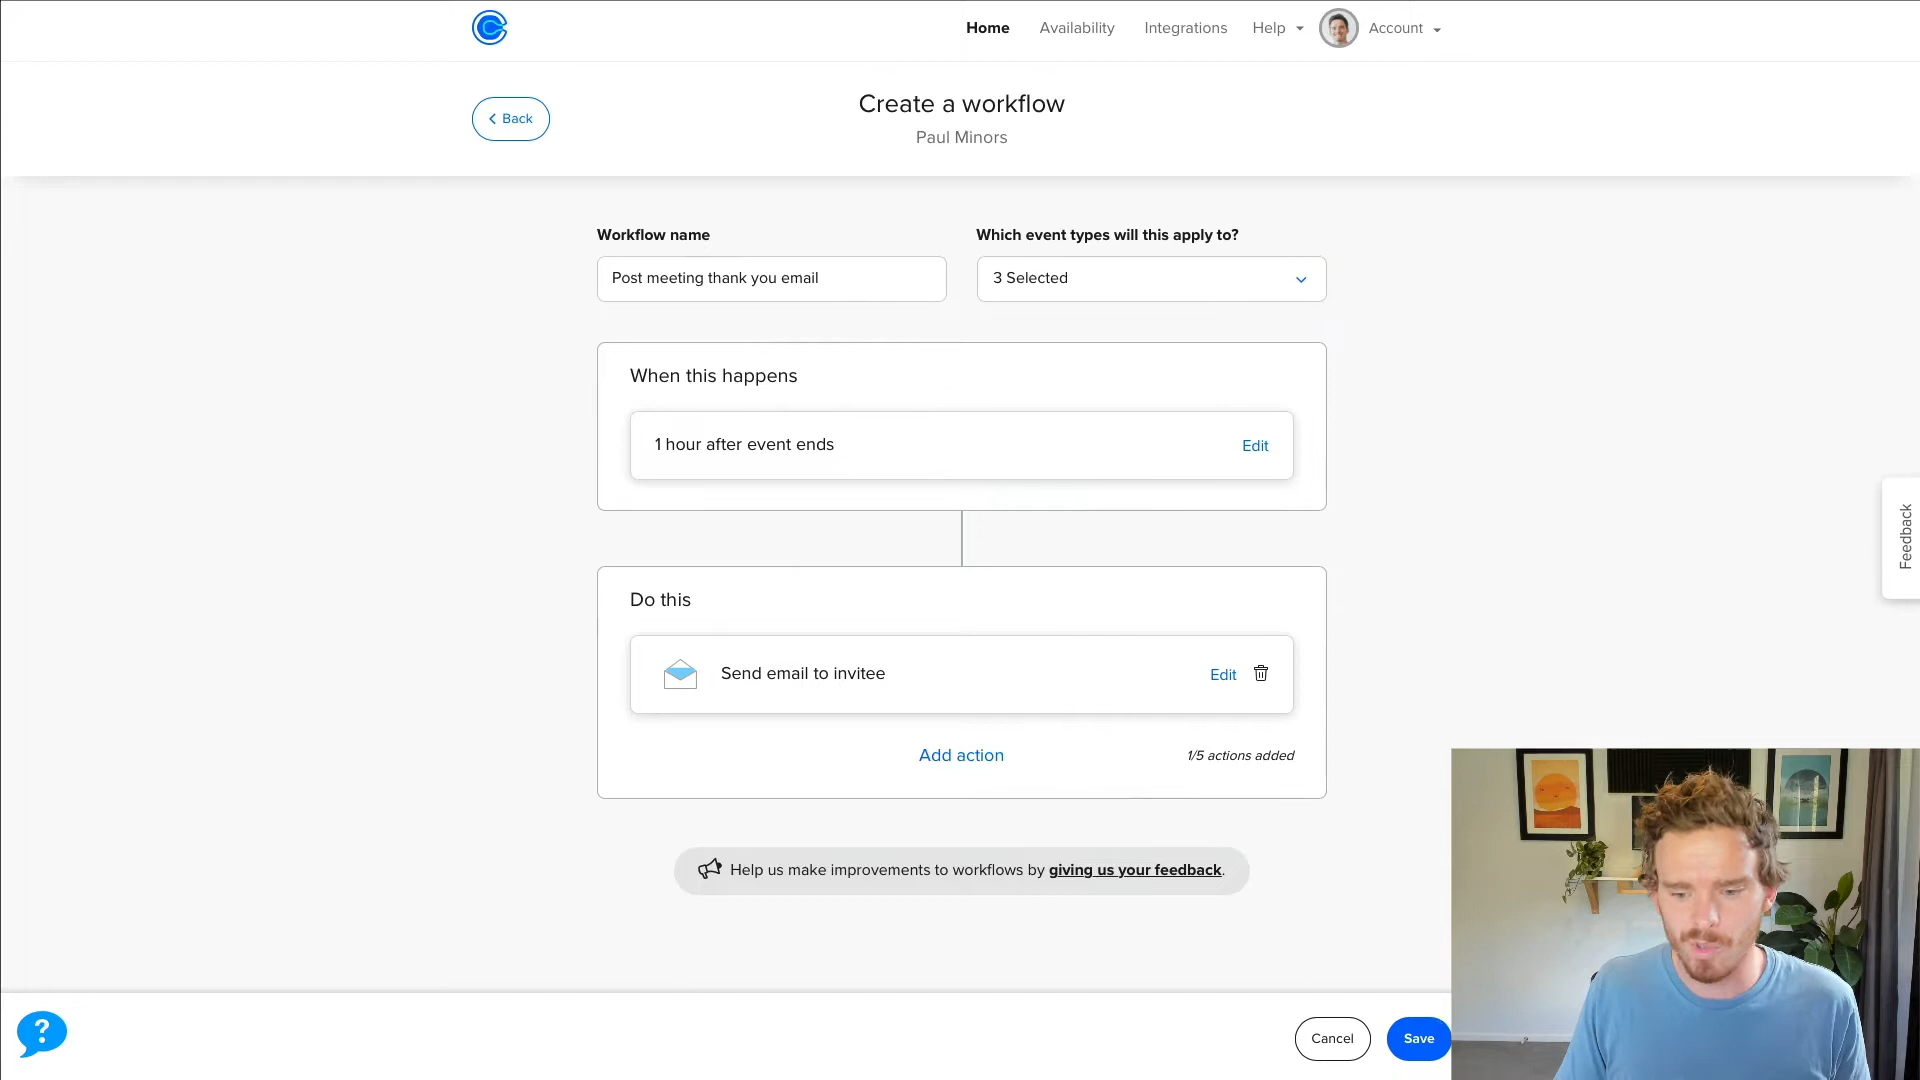 Home Availability Integrations Help Account
Back
Create a workflow
Paul Minors
Workflow name
Which event types will this apply to?
Post meeting thank you email
3 Selected
When this happens
1 hour after event ends
Edit
Do this
Send email to invitee
Edit
Add action
1/5 actions added
Help us make improvements to workflows by giving us your feedback.
Feedback
?
Cancel
Save